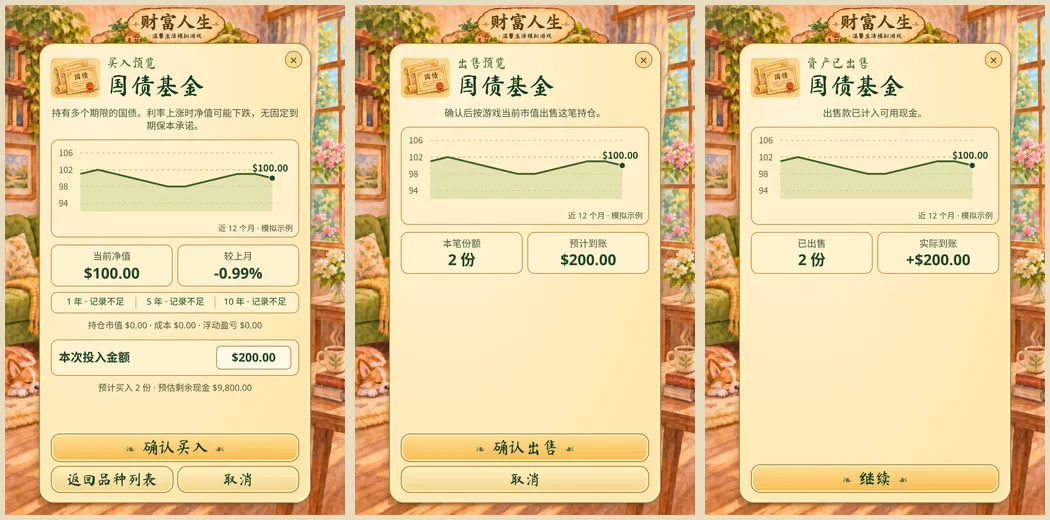 财富人生
温馨生活模拟游戏
国债
买入预览
国债基金
持有多个期限的国债。利率上涨时净值可能下跌，无固定到
期保本承诺。
106
102
98
94
$100.00
近 12 个月 · 模拟示例
当前净值
$100.00
较上月
-0.99%
1 年 · 记录不足
5 年 · 记录不足
10 年 · 记录不足
持仓市值 $0.00 · 成本 $0.00 · 浮动盈亏 $0.00
本次投入金额
$200.00
预计买入 2 份 · 预估剩余现金 $9,800.00
确认买入
返回品种列表
取消
财富人生
温馨生活模拟游戏
国债
出售预览
国债基金
确认后按游戏当前市值出售这笔持仓。
106
102
98
94
$100.00
近 12 个月 · 模拟示例
本笔份额
2 份
预计到账
$200.00
确认出售
取消
财富人生
温馨生活模拟游戏
国债
资产已出售
国债基金
出售款已计入可用现金。
106
102
98
94
$100.00
近 12 个月 · 模拟示例
已出售
2 份
实际到账
+$200.00
继续